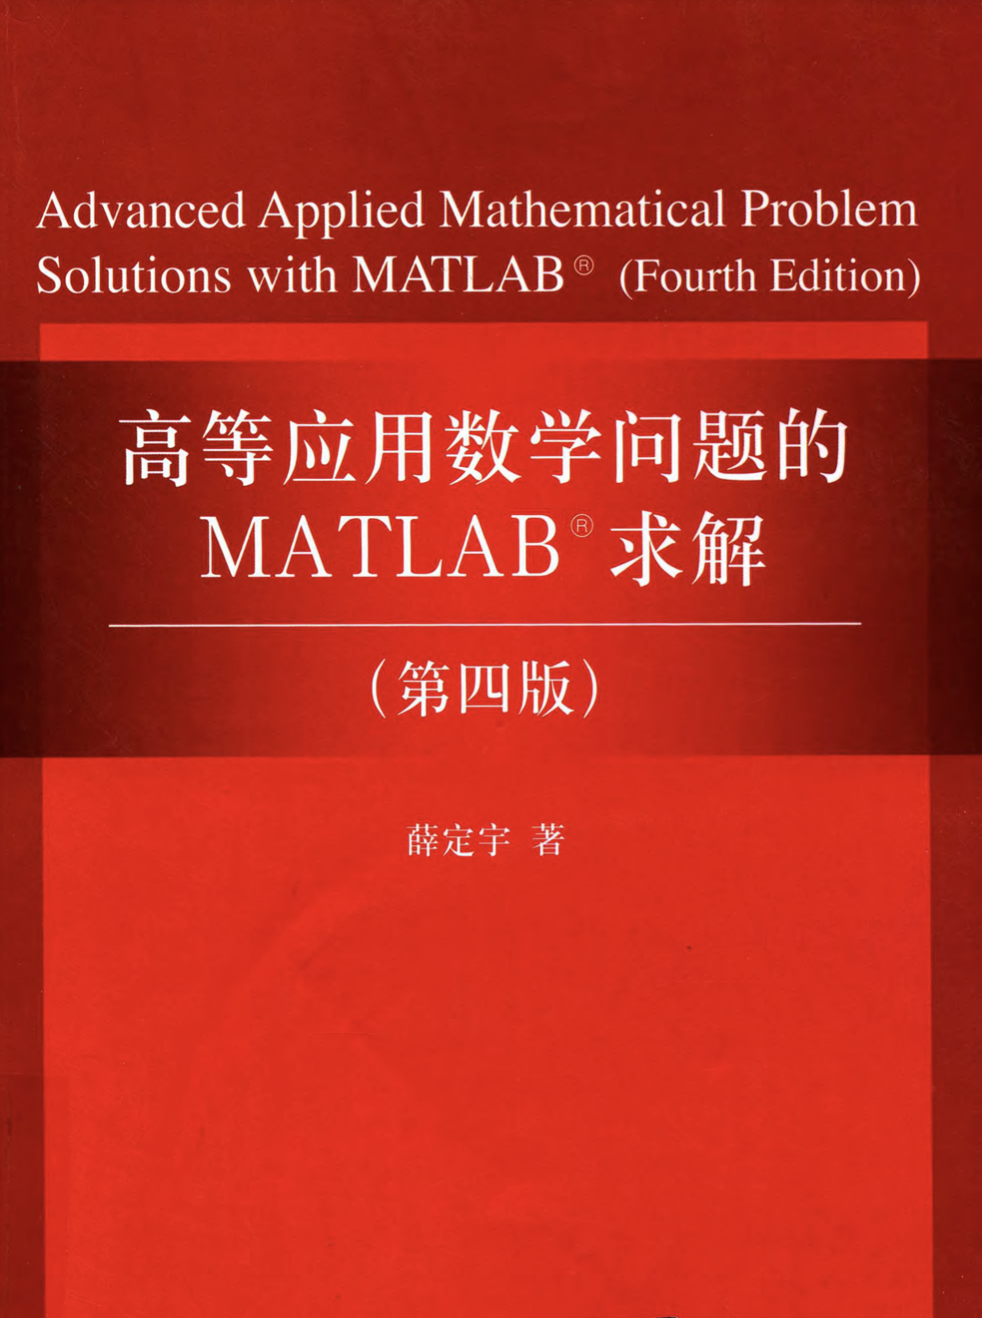 Advanced Applied Mathematical Problem
Solutions with MATLAB® (Fourth Edition)
高等应用数学问题的
MATLAB®求解
(第四版)
薛定宇 著